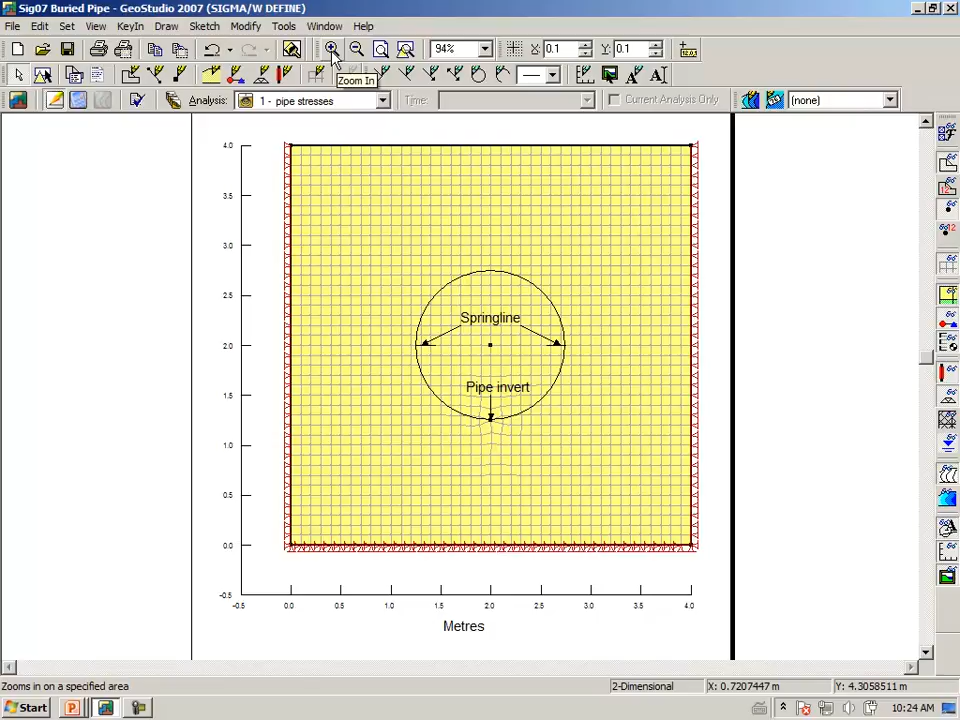 Sig07 Buried Pipe - GeoStudio 2007 (SIGMA/W DEFINE)
File Edit Set View KeyIn Draw Sketch Modify Tools Window Help
94% X: 0.1 Y: 0.1
Zoom In
Analysis: 1 - pipe stresses Time: Current Analysis Only (none)
4.0
3.5
3.0
2.5
Springline
2.0
Pipe invert
1.5
1.0
0.5
0.0
-0.5
-0.5 0.0 0.5 1.0 1.5 2.0 2.5 3.0 3.5 4.0
Metres
Zooms in on a specified area 2-Dimensional X: 0.7207447 m Y: 4.3058511 m
Start 10:24 AM